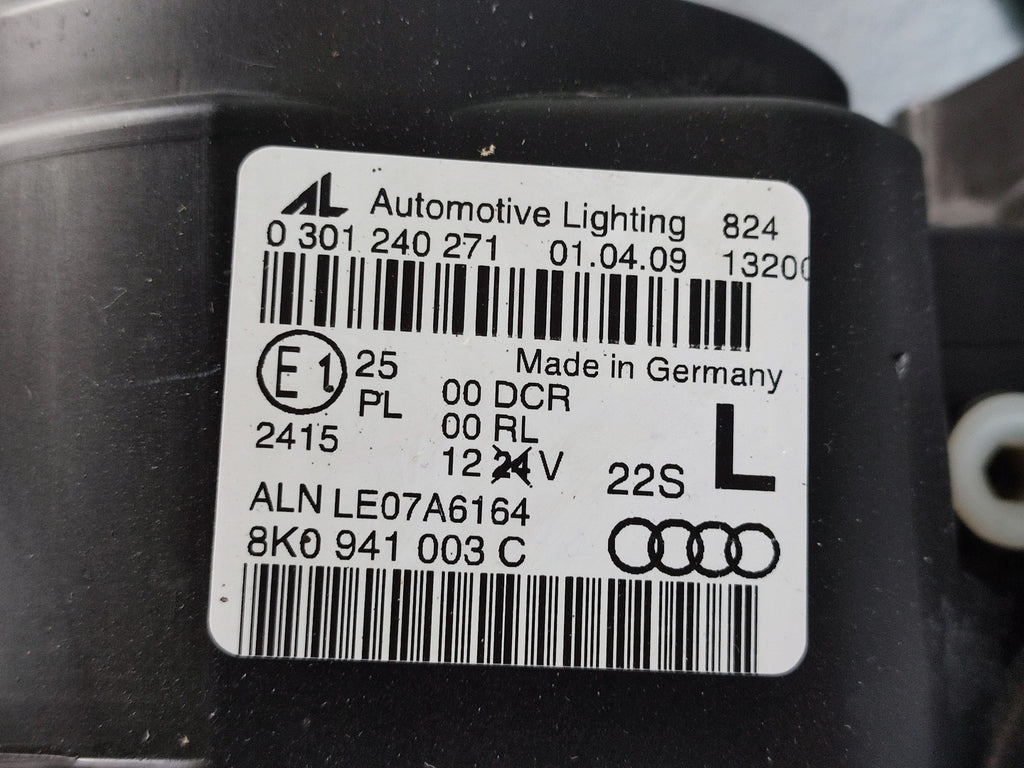 AL Automotive Lighting 824
0 301 240 271 01.04.09 13200
Made in Germany
E1 25
PL
2415
00 DCR
00 RL
12 24 V
22S
L
ALN LE07A6164
8K0 941 003 C